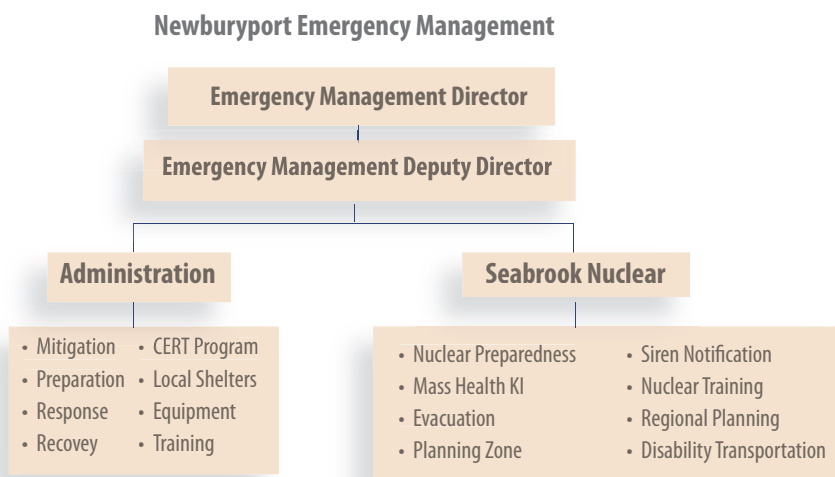 Newburyport Emergency Management
Emergency Management Director
Emergency Management Deputy Director
Administration
• Mitigation
• Preparation
• Response
• Recovey
• CERT Program
• Local Shelters
• Equipment
• Training
Seabrook Nuclear
• Nuclear Preparedness
• Mass Health KI
• Evacuation
• Planning Zone
• Siren Notification
• Nuclear Training
• Regional Planning
• Disability Transportation